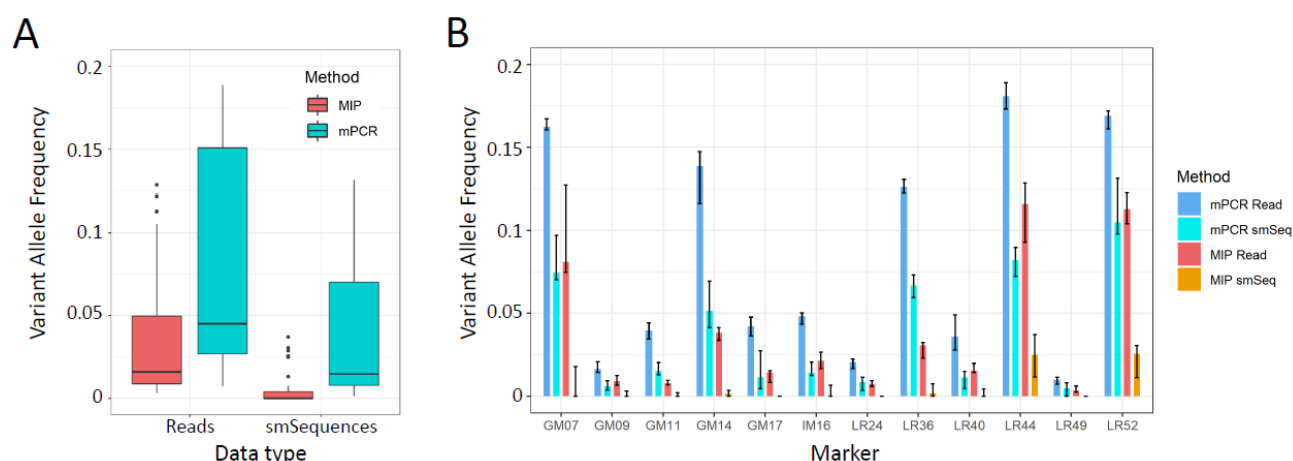 A
Variant Allele Frequency
0.2
0.15
0.1
0.05
0
Method
MIP
mPCR
Reads
smSequences
Data type
B
Variant Allele Frequency
0.2
0.15
0.1
0.05
0
GM07 GM09 GM11 GM14 GM17 IM16 LR24 LR36 LR40 LR44 LR49 LR52
Marker
Method
mPCR Read
mPCR smSeq
MIP Read
MIP smSeq